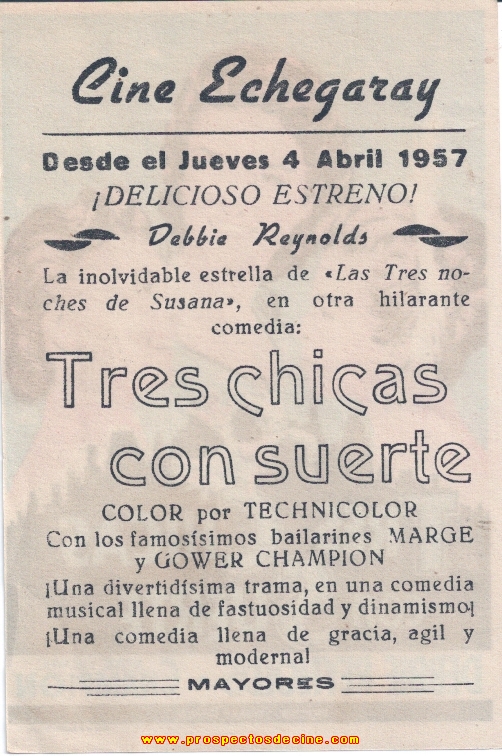 Cine Echegaray
Desde el Jueves 4 Abril 1957
¡DELICIOSO ESTRENO!
Debbie Reynolds
La inolvidable estrella de «Las Tres no-
ches de Susana», en otra hilarante
comedia:
Tres chicas
con suerte
COLOR por TECHNICOLOR
Con los famosísimos bailarines MARGE
y GOWER CHAMPION
¡Una divertidísima trama, en una comedia
musical llena de fastuosidad y dinamismo¡
¡Una comedia llena de gracia, agil y
moderna!
MAYORES
www.prospectosdecine.com